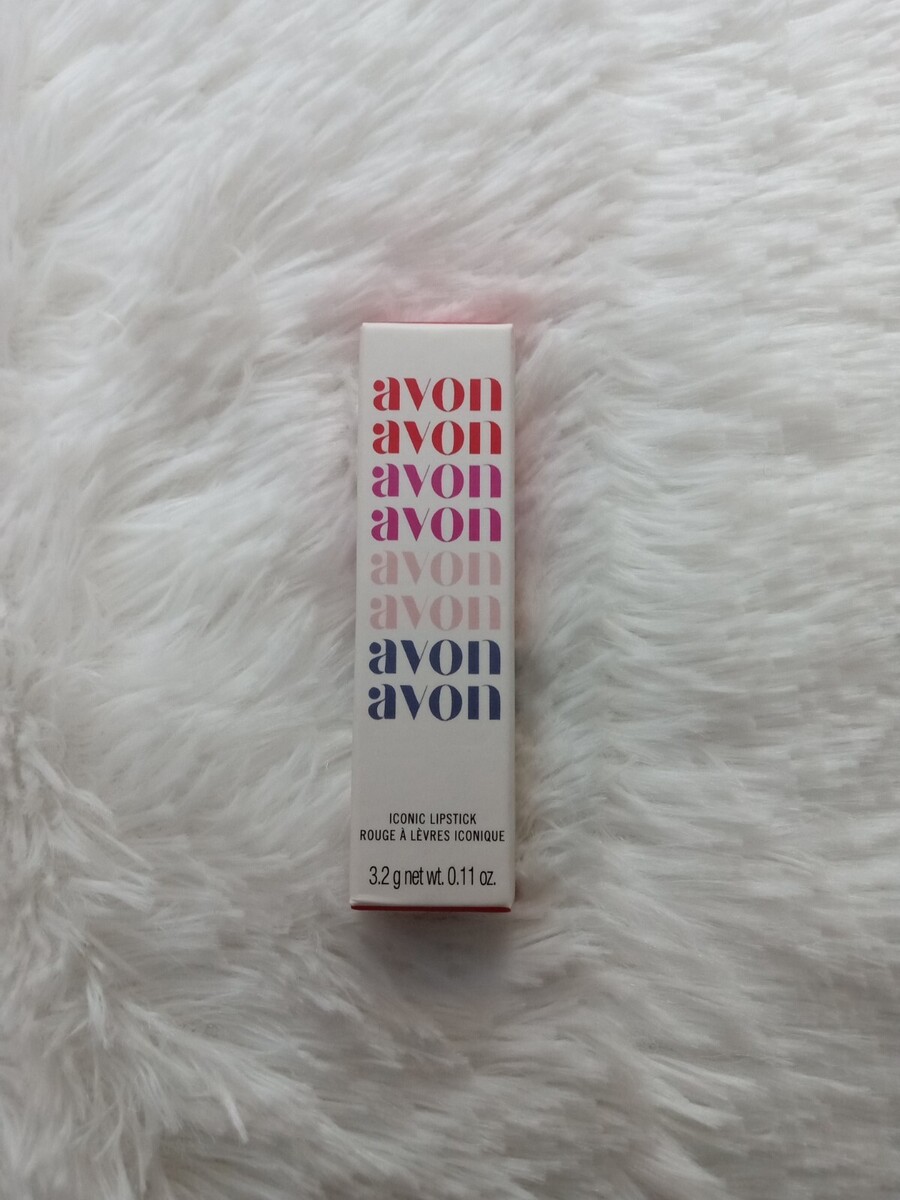 avon
avon
avon
avon
avon
avon
avon
avon
ICONIC LIPSTICK
ROUGE À LÈVRES ICONIQUE
3.2 g net wt. 0.11 oz.